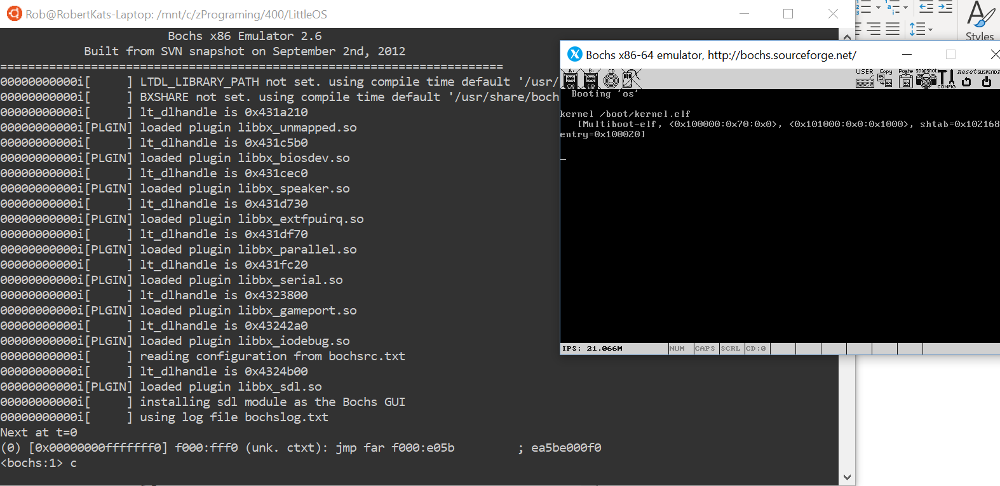 Rob@RobertKats-Laptop: /mnt/c/zPrograming/400/LittleOS
Bochs x86 Emulator 2.6
Built from SVN snapshot on September 2nd, 2012
========================================================================
00000000000i[     ] LTDL_LIBRARY_PATH not set. using compile time default '/usr/
00000000000i[     ] BXSHARE not set. using compile time default '/usr/share/boch
00000000000i[     ] lt_dlhandle is 0x431a210
00000000000i[PLGIN] loaded plugin libbx_unmapped.so
00000000000i[     ] lt_dlhandle is 0x431c5b0
00000000000i[PLGIN] loaded plugin libbx_biosdev.so
00000000000i[     ] lt_dlhandle is 0x431cec0
00000000000i[PLGIN] loaded plugin libbx_speaker.so
00000000000i[     ] lt_dlhandle is 0x431d730
00000000000i[PLGIN] loaded plugin libbx_extfpuirq.so
00000000000i[     ] lt_dlhandle is 0x431df70
00000000000i[PLGIN] loaded plugin libbx_parallel.so
00000000000i[     ] lt_dlhandle is 0x431fc20
00000000000i[PLGIN] loaded plugin libbx_serial.so
00000000000i[     ] lt_dlhandle is 0x4323800
00000000000i[PLGIN] loaded plugin libbx_gameport.so
00000000000i[     ] lt_dlhandle is 0x43242a0
00000000000i[PLGIN] loaded plugin libbx_iodebug.so
00000000000i[     ] reading configuration from bochsrc.txt
00000000000i[     ] lt_dlhandle is 0x4324b00
00000000000i[PLGIN] loaded plugin libbx_sdl.so
00000000000i[     ] installing sdl module as the Bochs GUI
00000000000i[     ] using log file bochslog.txt
Next at t=0
(0) [0x00000000fffffff0] f000:fff0 (unk. ctxt): jmp far f000:e05b         ; ea5be000f0
<bochs:1> c
Styles
Bochs x86-64 emulator, http://bochs.sourceforge.net/
A: B: CD USER Copy Paste snapshot CONFIG Reset SUSPEND
Booting 'os'
kernel /boot/kernel.elf
[Multiboot-elf, <0x100000:0x70:0x0>, <0x101000:0x0:0x1000>, shtab=0x102168
entry=0x100020]
_
IPS: 21.066M NUM CAPS SCRL CD:0